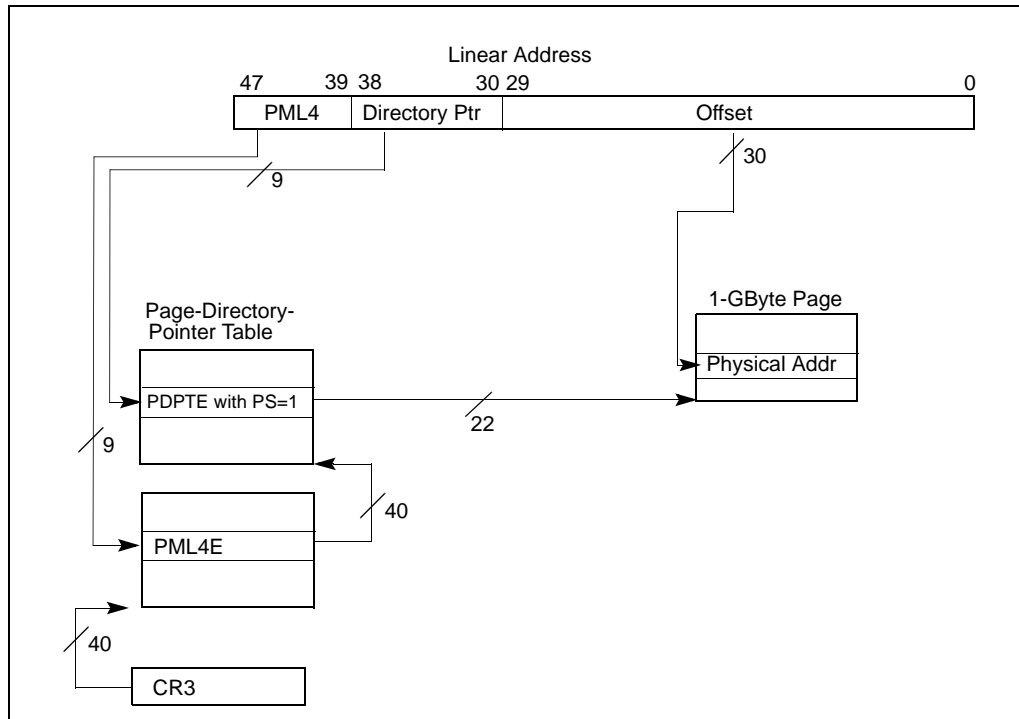 Linear Address
47 39 38 30 29 0
PML4 Directory Ptr Offset
9
30
Page-Directory-
Pointer Table
1-GByte Page
Physical Addr
PDPTE with PS=1
22
9
40
PML4E
40
CR3